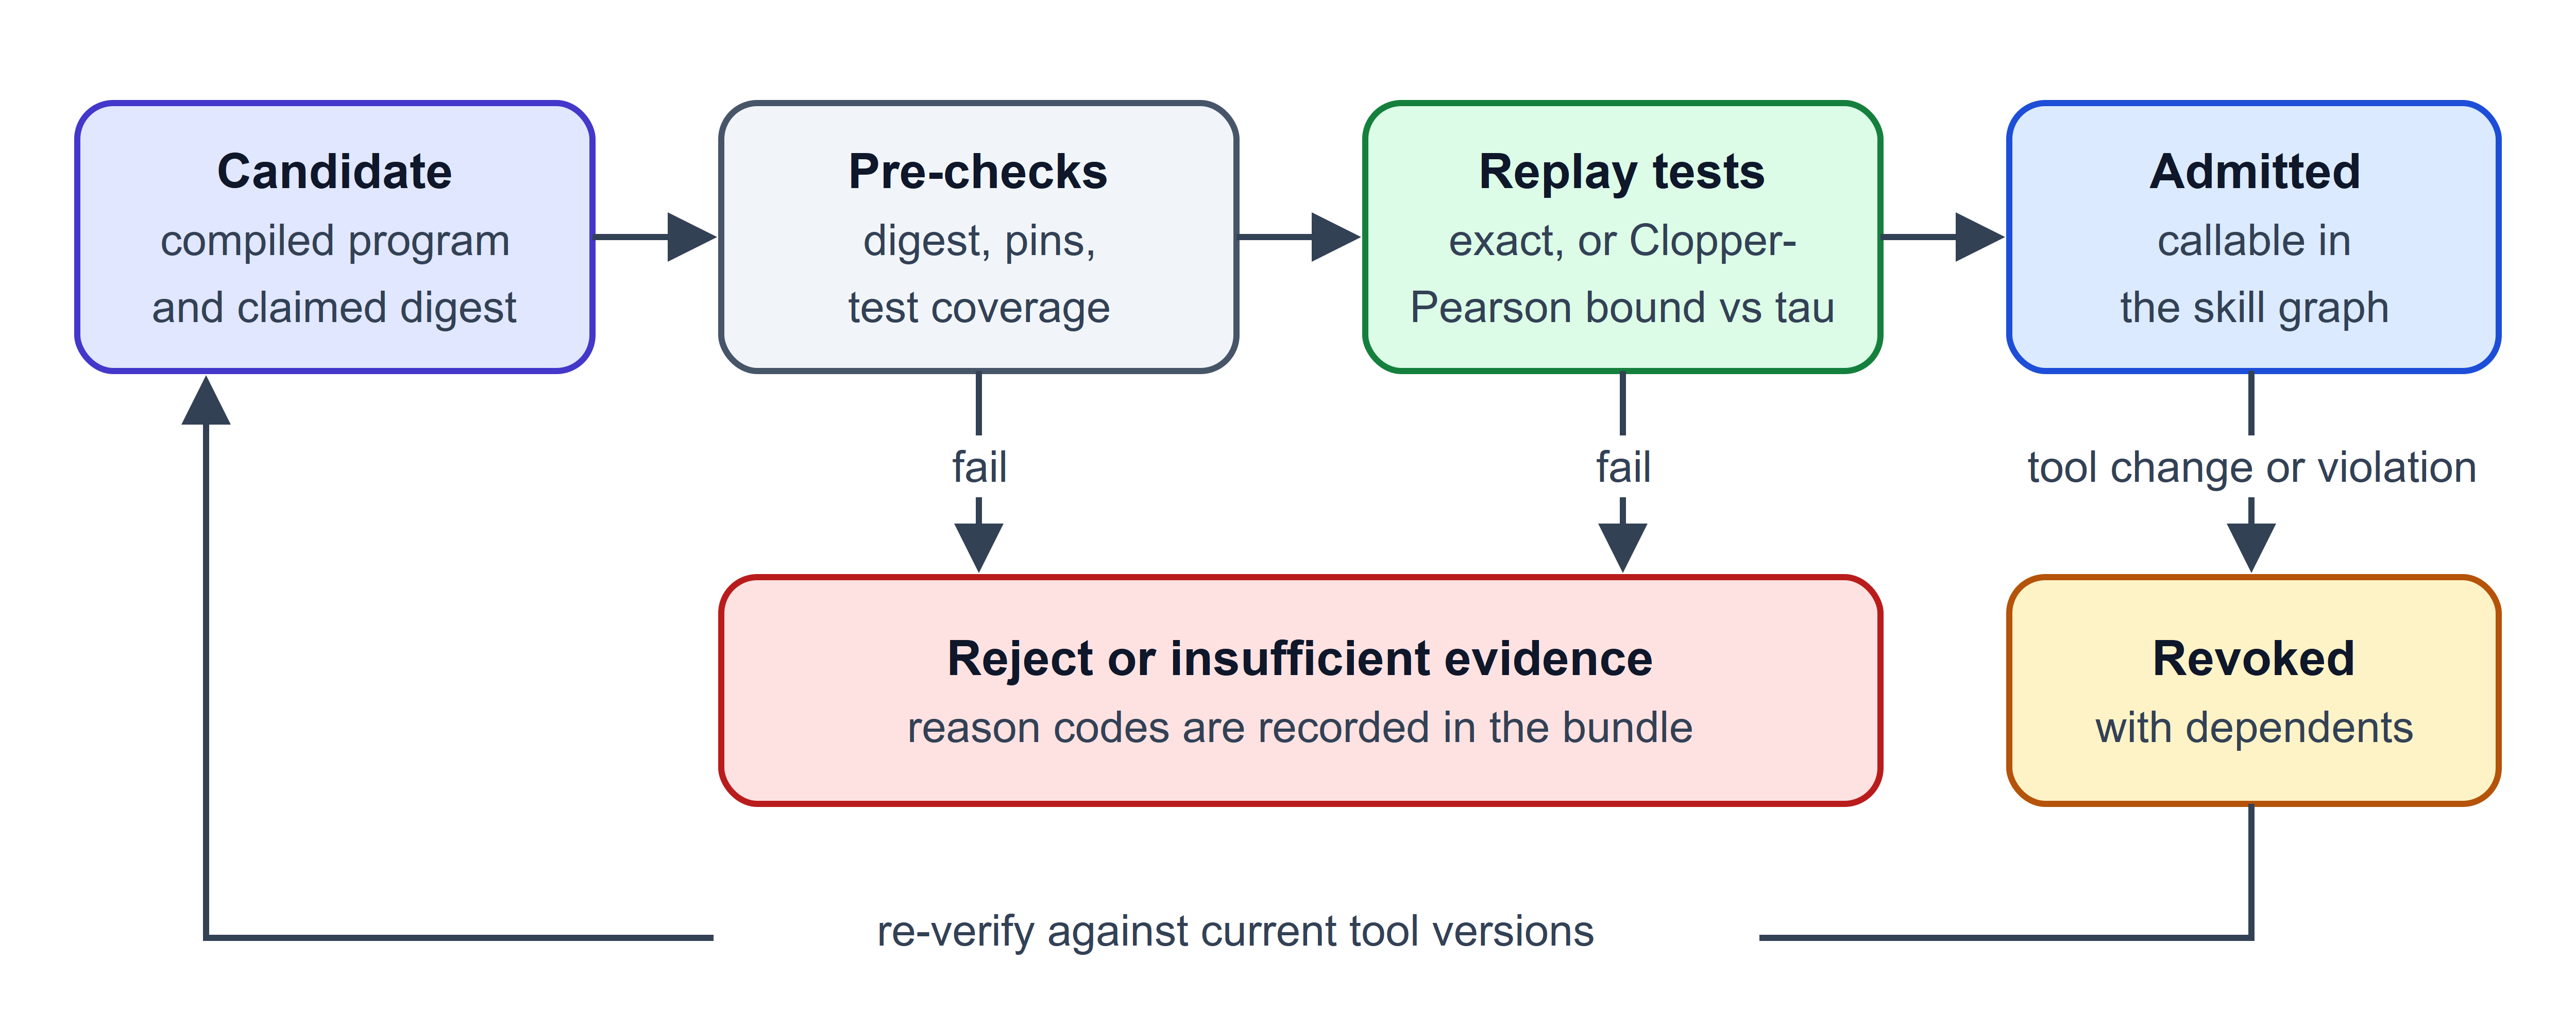 Candidate
compiled program
and claimed digest
Pre-checks
digest, pins,
test coverage
Replay tests
exact, or Clopper-
Pearson bound vs tau
Admitted
callable in
the skill graph
fail
fail
tool change or violation
Reject or insufficient evidence
reason codes are recorded in the bundle
Revoked
with dependents
re-verify against current tool versions